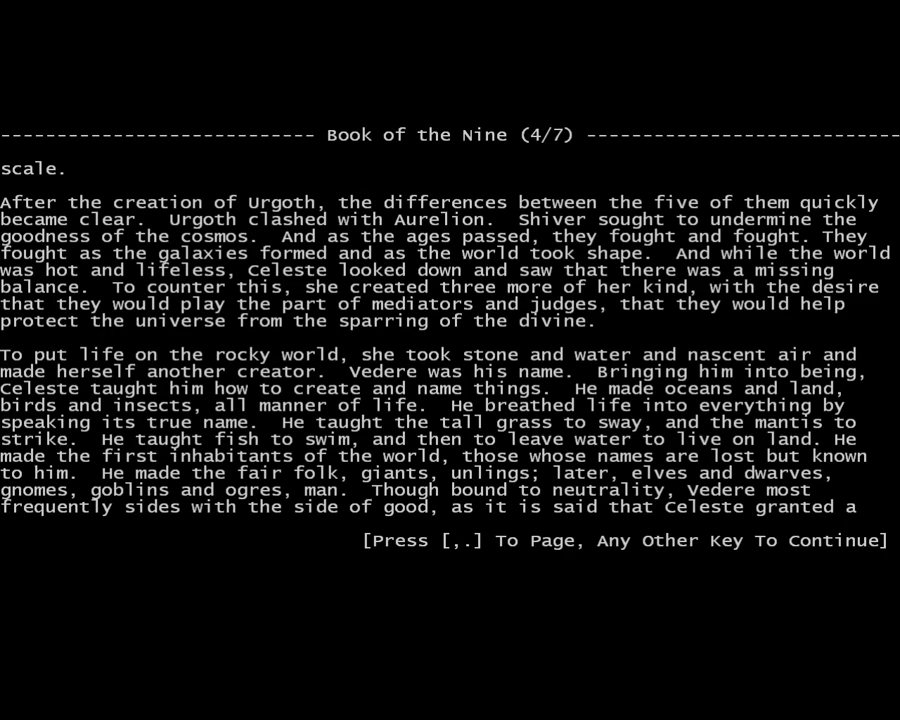 ---------------------------- Book of the Nine (4/7) ----------------------------
scale.
After the creation of Urgoth, the differences between the five of them quickly
became clear.  Urgoth clashed with Aurelion.  Shiver sought to undermine the
goodness of the cosmos.  And as the ages passed, they fought and fought. They
fought as the galaxies formed and as the world took shape.  And while the world
was hot and lifeless, Celeste looked down and saw that there was a missing
balance.  To counter this, she created three more of her kind, with the desire
that they would play the part of mediators and judges, that they would help
protect the universe from the sparring of the divine.
To put life on the rocky world, she took stone and water and nascent air and
made herself another creator.  Vedere was his name.  Bringing him into being,
Celeste taught him how to create and name things.  He made oceans and land,
birds and insects, all manner of life.  He breathed life into everything by
speaking its true name.  He taught the tall grass to sway, and the mantis to
strike.  He taught fish to swim, and then to leave water to live on land. He
made the first inhabitants of the world, those whose names are lost but known
to him.  He made the fair folk, giants, unlings; later, elves and dwarves,
gnomes, goblins and ogres, man.  Though bound to neutrality, Vedere most
frequently sides with the side of good, as it is said that Celeste granted a
[Press [,.] To Page, Any Other Key To Continue]